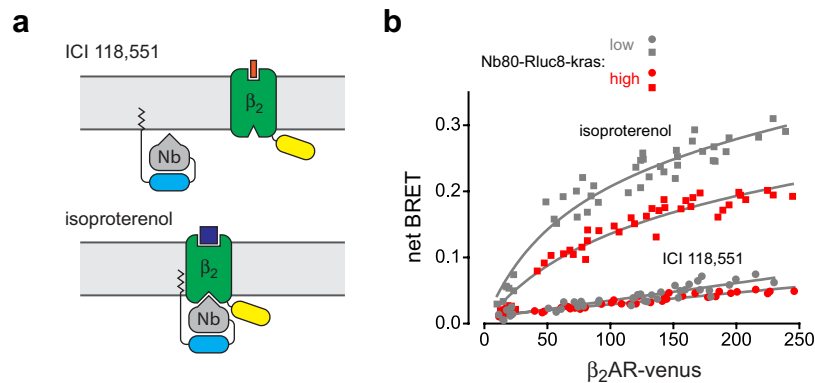 a
ICI 118,551
β2
Nb
isoproterenol
β2
Nb
b
low
Nb80-Rluc8-kras:
high
isoproterenol
ICI 118,551
net BRET
0.3
0.2
0.1
0.0
0 50 100 150 200 250
β2AR-venus